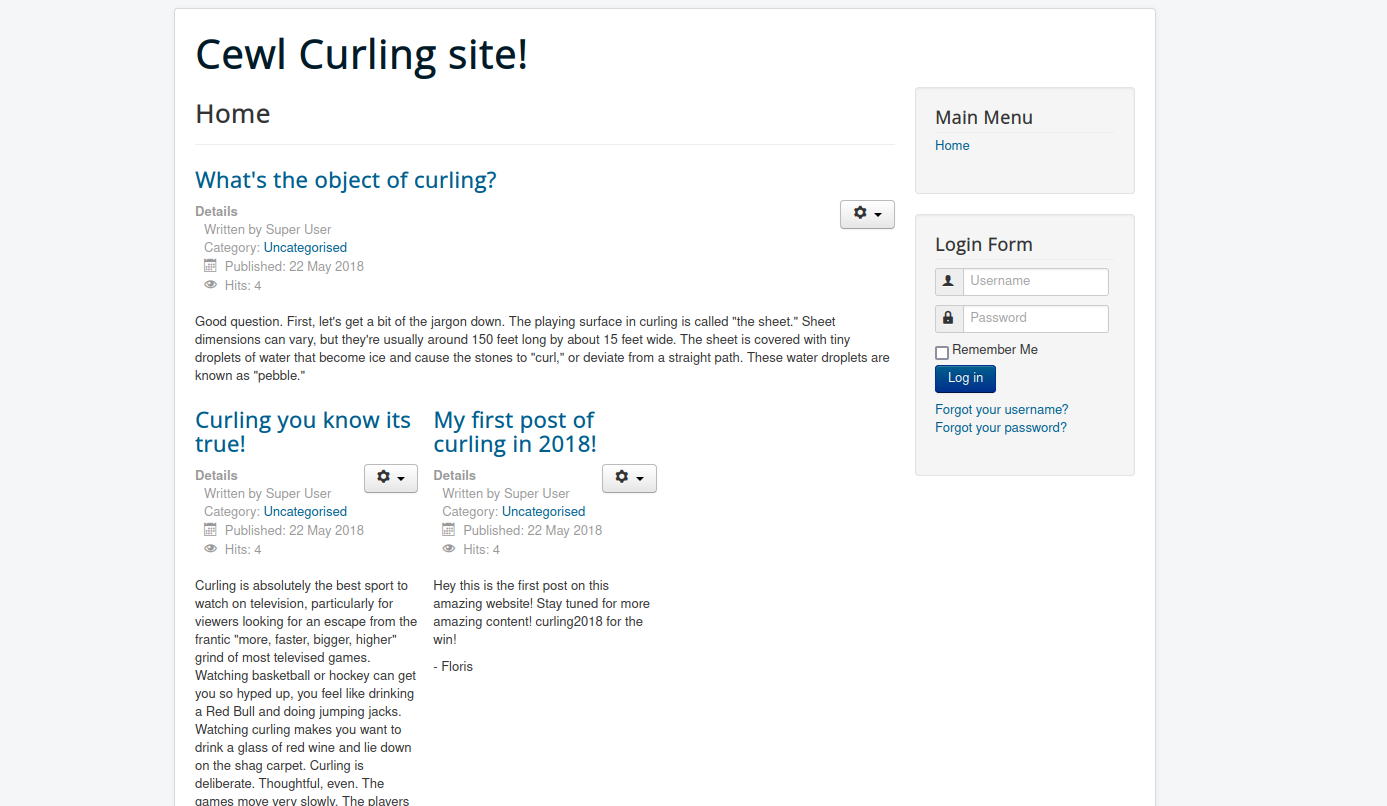 Cewl Curling site!
Home
What's the object of curling?
Details
Written by Super User
Category: Uncategorised
Published: 22 May 2018
Hits: 4
Good question. First, let's get a bit of the jargon down. The playing surface in curling is called "the sheet." Sheet
dimensions can vary, but they're usually around 150 feet long by about 15 feet wide. The sheet is covered with tiny
droplets of water that become ice and cause the stones to "curl," or deviate from a straight path. These water droplets are
known as "pebble."
Curling you know its
true!
Details
Written by Super User
Category: Uncategorised
Published: 22 May 2018
Hits: 4
Curling is absolutely the best sport to
watch on television, particularly for
viewers looking for an escape from the
frantic "more, faster, bigger, higher"
grind of most televised games.
Watching basketball or hockey can get
you so hyped up, you feel like drinking
a Red Bull and doing jumping jacks.
Watching curling makes you want to
drink a glass of red wine and lie down
on the shag carpet. Curling is
deliberate. Thoughtful, even. The
games move very slowly. The players
My first post of
curling in 2018!
Details
Written by Super User
Category: Uncategorised
Published: 22 May 2018
Hits: 4
Hey this is the first post on this
amazing website! Stay tuned for more
amazing content! curling2018 for the
win!
- Floris
Main Menu
Home
Login Form
Username
Password
Remember Me
Log in
Forgot your username?
Forgot your password?